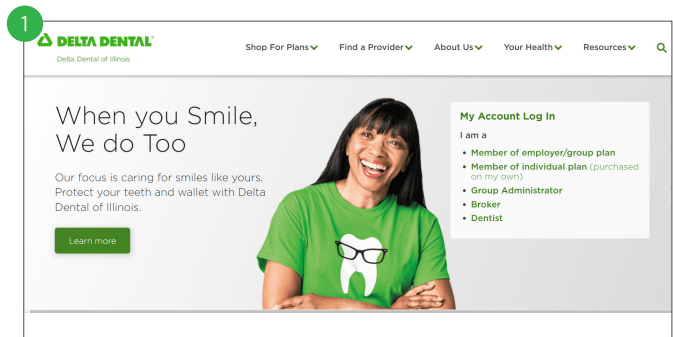 1
DELTA DENTAL®
Delta Dental of Illinois
Shop For Plans Find a Provider About Us Your Health Resources
When you Smile,
We do Too
Our focus is caring for smiles like yours.
Protect your teeth and wallet with Delta
Dental of Illinois.
Learn more
My Account Log In
I am a
• Member of employer/group plan
• Member of individual plan (purchased
on my own)
• Group Administrator
• Broker
• Dentist